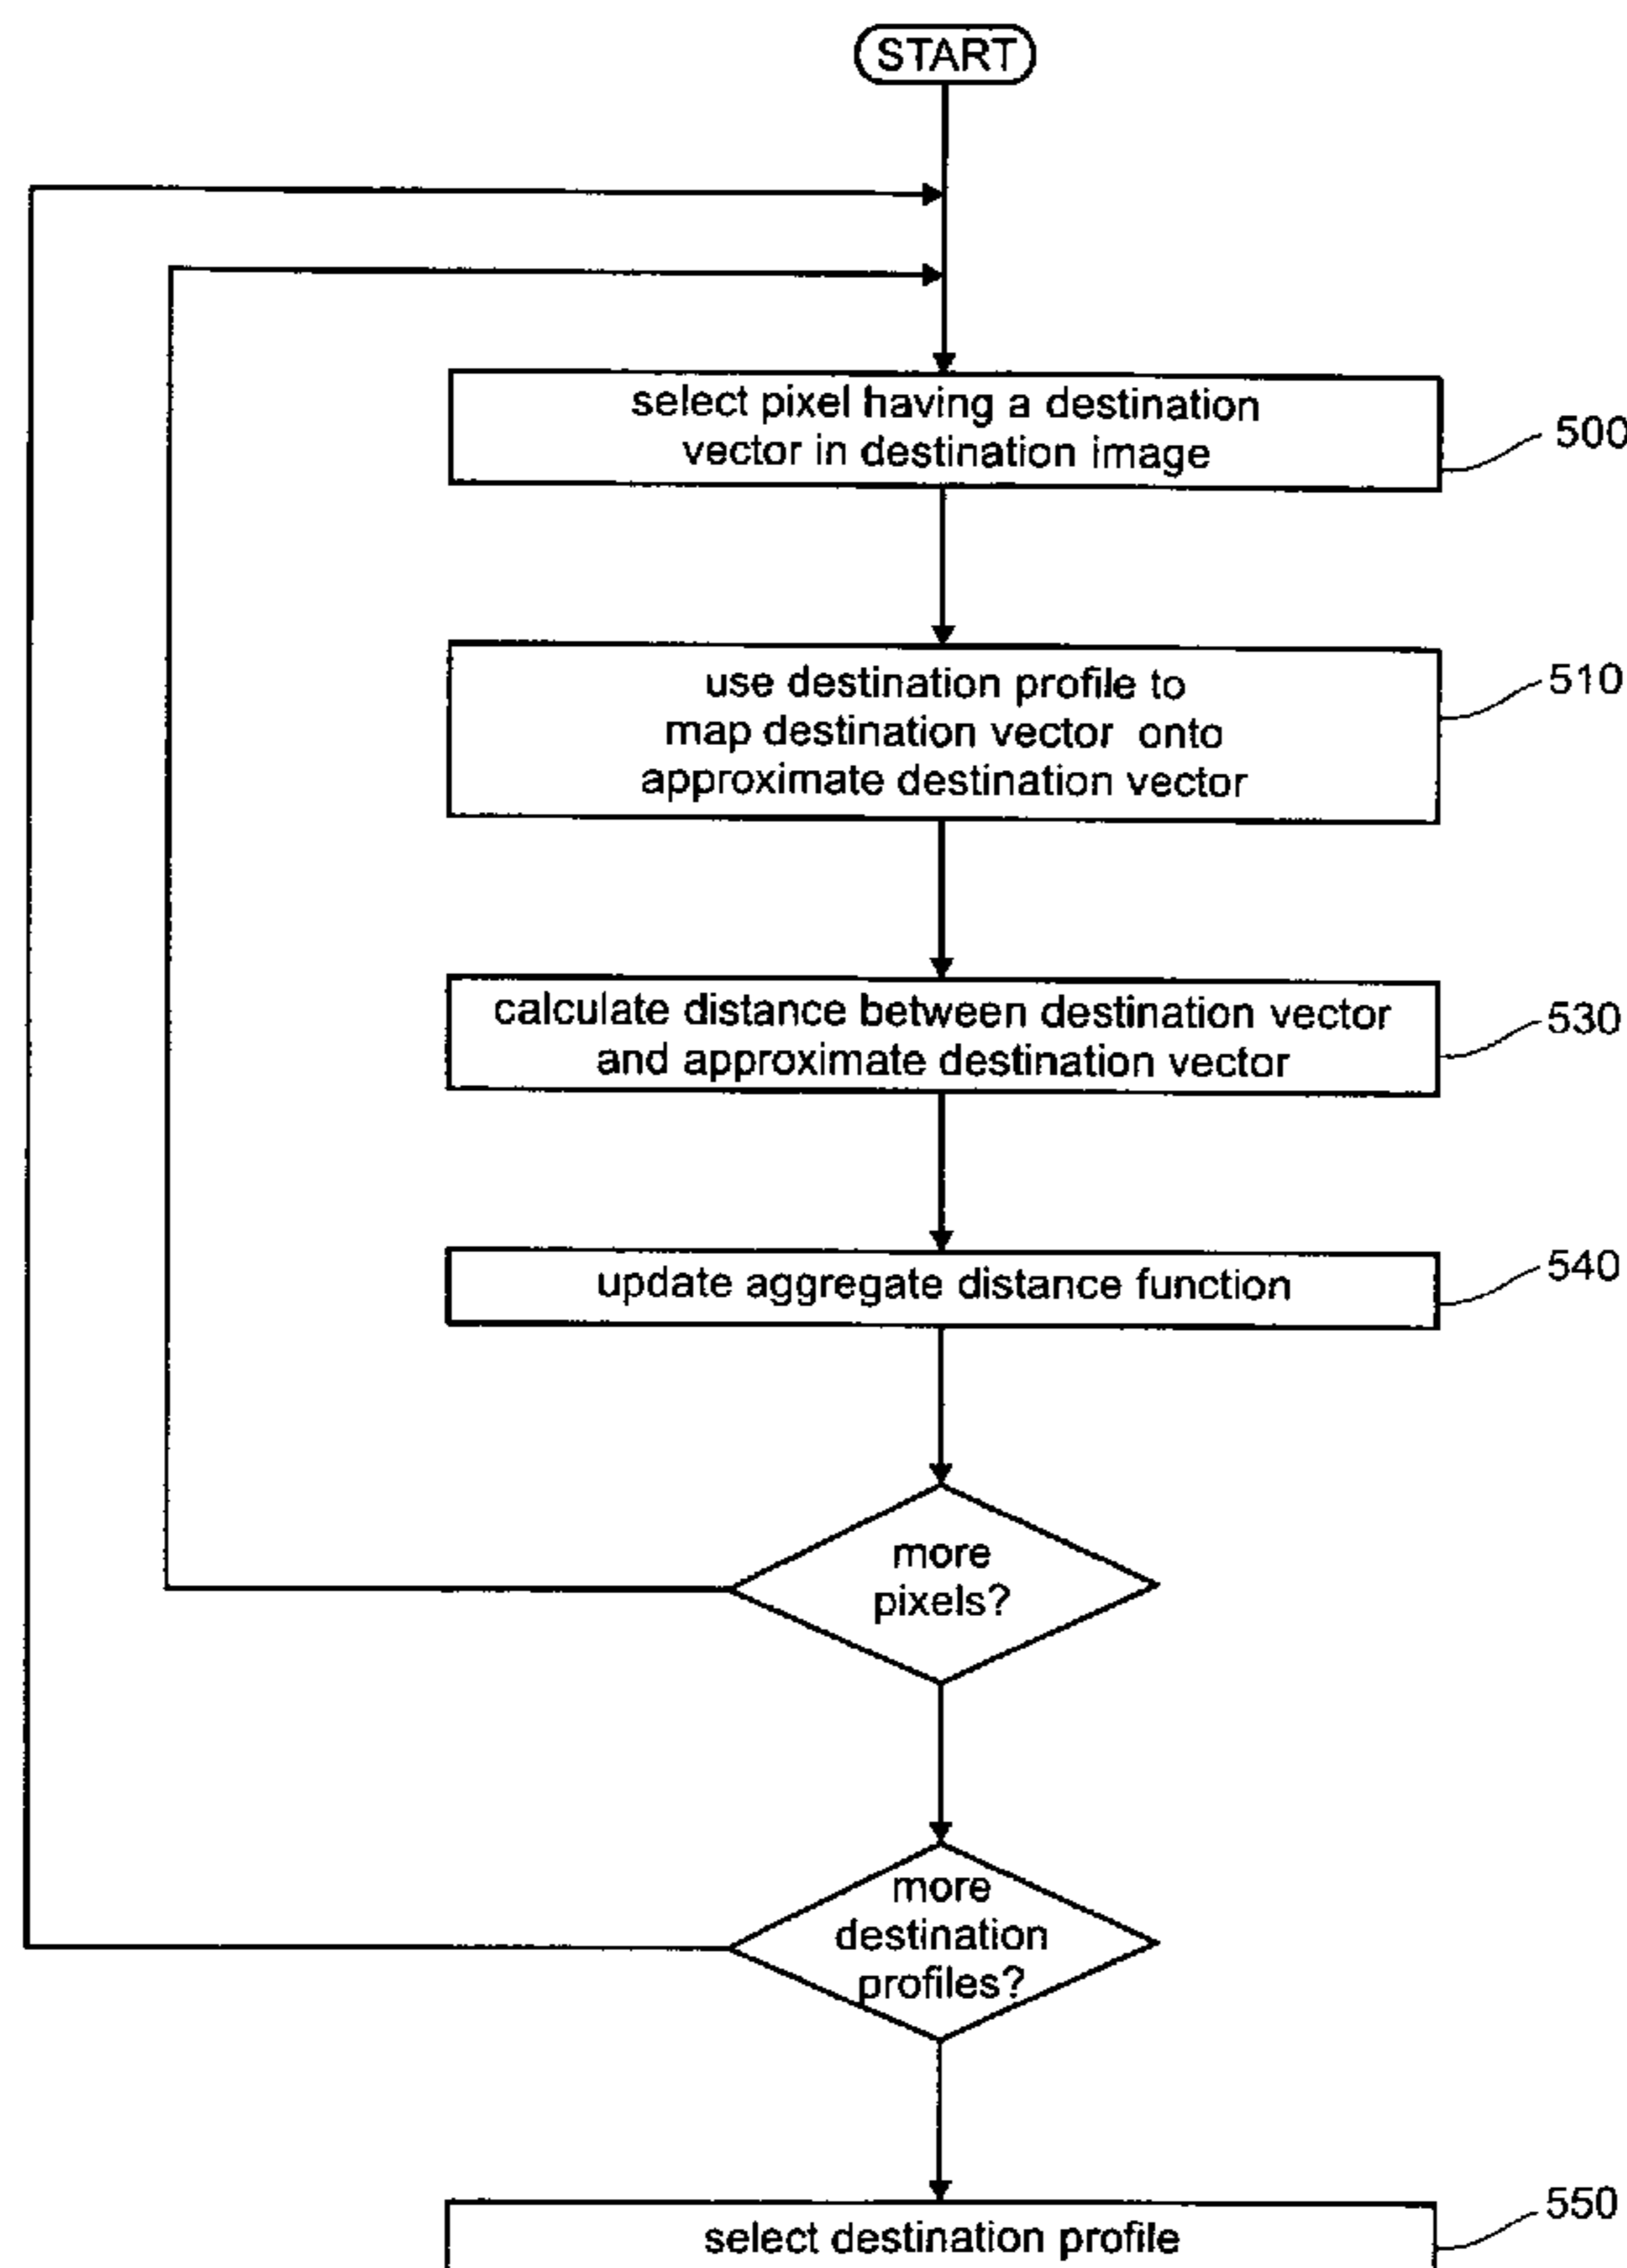 START
select pixel having a destination
vector in destination image
500
use destination profile to
map destination vector onto
approximate destination vector
510
calculate distance between destination vector
and approximate destination vector
530
update aggregate distance function
540
more
pixels?
more
destination
profiles?
select destination profile
550